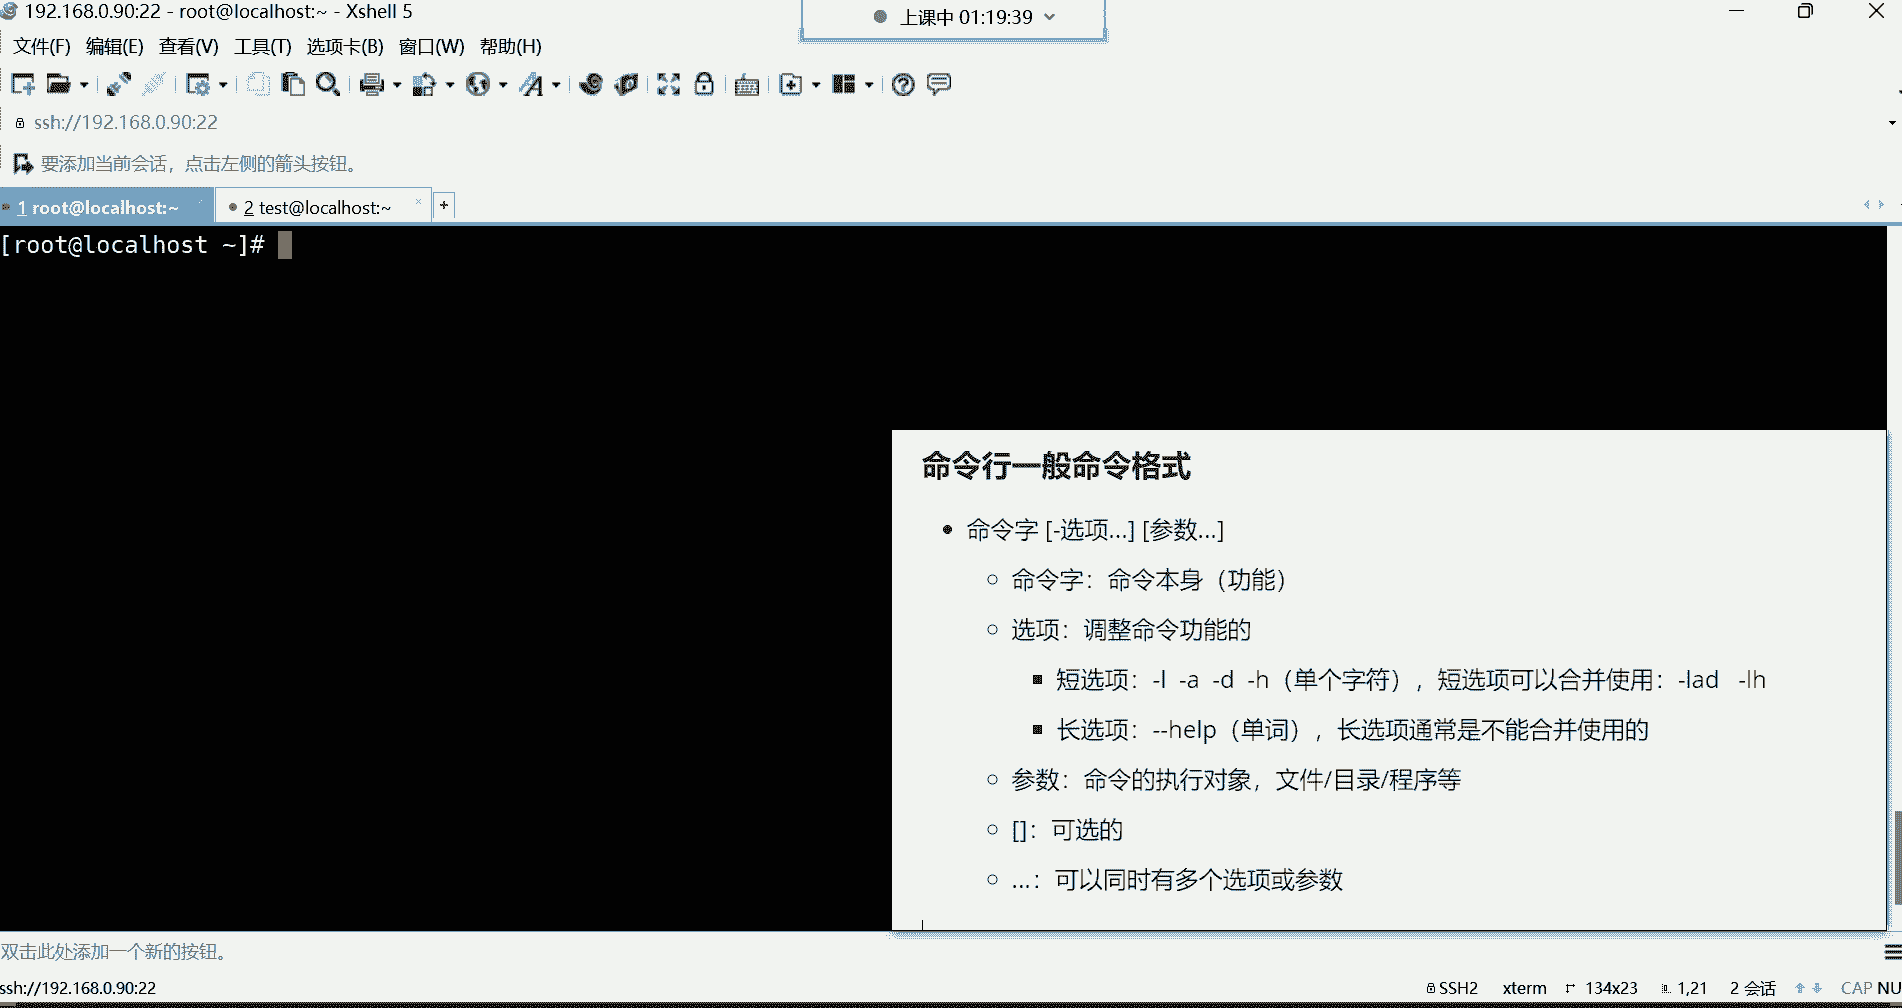 192.168.0.90:22 - root@localhost:~ - Xshell 5
上课中 01:19:39
文件(F) 编辑(E) 查看(V) 工具(T) 选项卡(B) 窗口(W) 帮助(H)
ssh://192.168.0.90:22
要添加当前会话，点击左侧的箭头按钮。
1 root@localhost:~ × 2 test@localhost:~ × +
[root@localhost ~]#
命令行一般命令格式
• 命令字 [-选项...] [参数...]
○ 命令字：命令本身（功能）
○ 选项：调整命令功能的
▪ 短选项：-l -a -d -h（单个字符），短选项可以合并使用：-lad -lh
▪ 长选项：--help（单词），长选项通常是不能合并使用的
○ 参数：命令的执行对象，文件/目录/程序等
○ []：可选的
○ ...：可以同时有多个选项或参数
双击此处添加一个新的按钮。
ssh://192.168.0.90:22 SSH2 xterm 134x23 1,21 2 会话 CAP NU